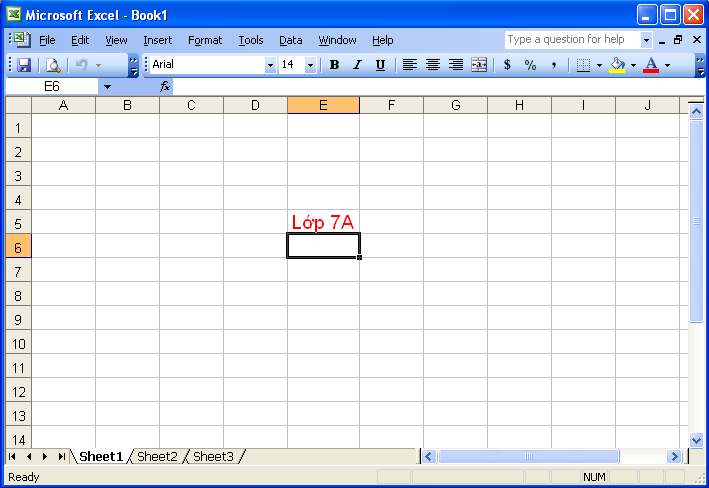 Microsoft Excel - Book1
File Edit View Insert Format Tools Data Window Help Type a question for help
Arial 14 B I U $ % , A
E6 fx
A B C D E F G H I J
1
2
3
4
5 Lớp 7A
6
7
8
9
10
11
12
13
14
Sheet1 Sheet2 Sheet3
Ready NUM